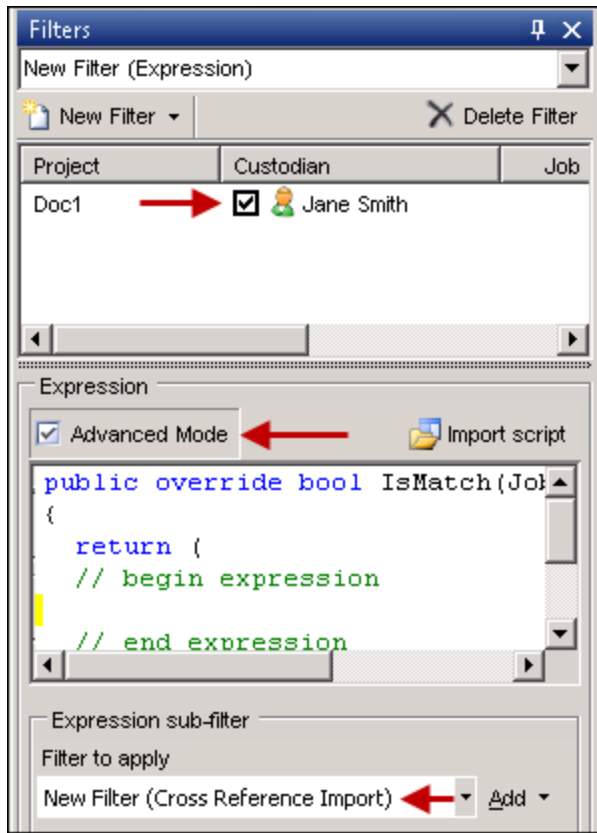 Filters
New Filter (Expression)
New Filter Delete Filter
Project Custodian Job
Doc1 Jane Smith
Expression
Advanced Mode Import script
public override bool IsMatch(Jo
{
return (
// begin expression
// end expression
Expression sub-filter
Filter to apply
New Filter (Cross Reference Import) Add